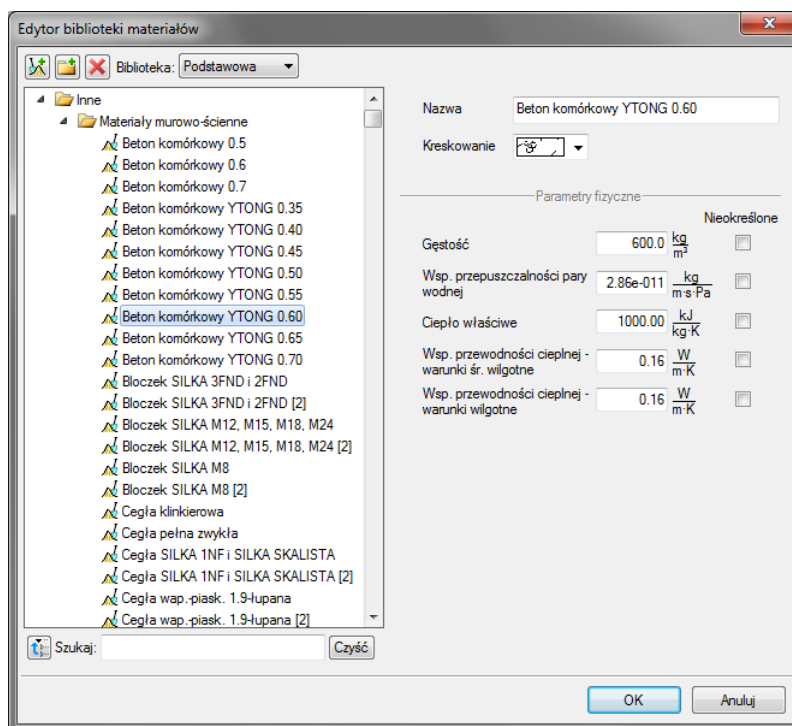 Edytor biblioteki materiałów
Biblioteka: Podstawowa
Inne
Materiały murowo-ścienne
Beton komórkowy 0.5
Beton komórkowy 0.6
Beton komórkowy 0.7
Beton komórkowy YTONG 0.35
Beton komórkowy YTONG 0.40
Beton komórkowy YTONG 0.45
Beton komórkowy YTONG 0.50
Beton komórkowy YTONG 0.55
Beton komórkowy YTONG 0.60
Beton komórkowy YTONG 0.65
Beton komórkowy YTONG 0.70
Bloczek SILKA 3FND i 2FND
Bloczek SILKA 3FND i 2FND [2]
Bloczek SILKA M12, M15, M18, M24
Bloczek SILKA M12, M15, M18, M24 [2]
Bloczek SILKA M8
Bloczek SILKA M8 [2]
Cegła klinkierowa
Cegła pełna zwykła
Cegła SILKA 1NF i SILKA SKALISTA
Cegła SILKA 1NF i SILKA SKALISTA [2]
Cegła wap.-piask. 1.9-łupana
Cegła wap.-piask. 1.9-łupana [2]
Szukaj: Czyść
Nazwa Beton komórkowy YTONG 0.60
Kreskowanie
Parametry fizyczne
Nieokreślone
Gęstość 600.0 kg/m³
Wsp. przepuszczalności pary
wodnej 2.86e-011 kg/m·s·Pa
Ciepło właściwe 1000.00 kJ/kg·K
Wsp. przewodności cieplnej -
warunki śr. wilgotne 0.16 W/m·K
Wsp. przewodności cieplnej -
warunki wilgotne 0.16 W/m·K
OK Anuluj